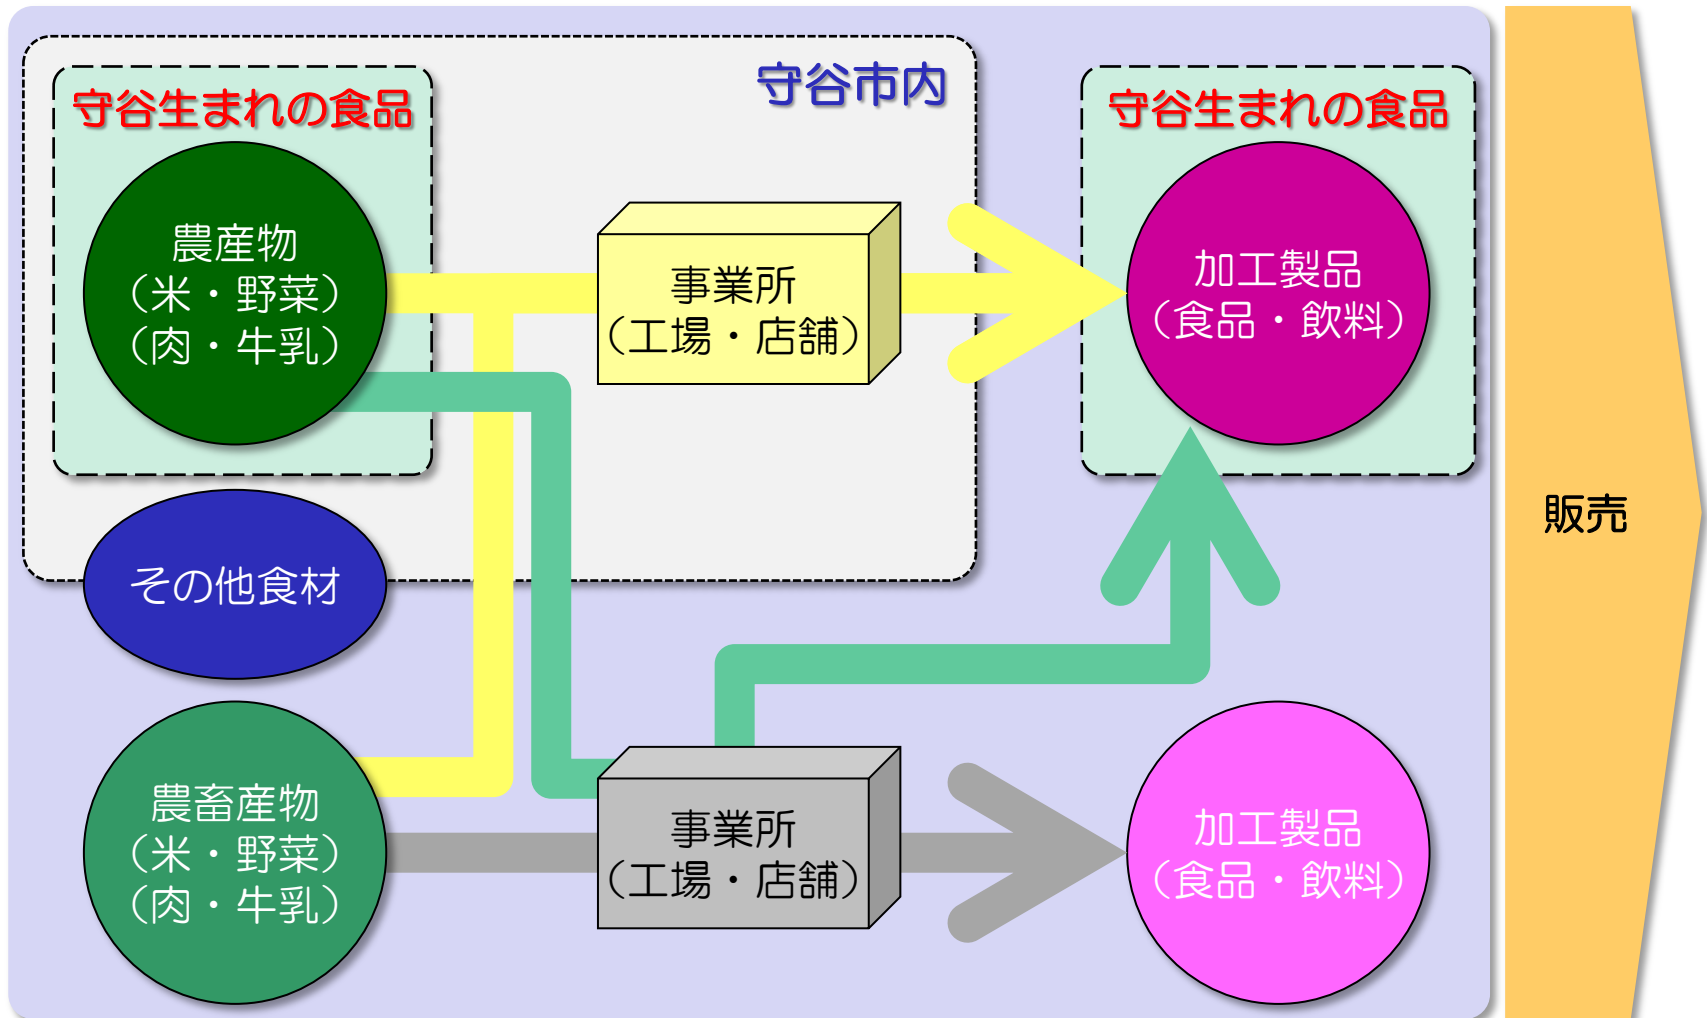 守谷市内
守谷生まれの食品
農産物
（米・野菜）
（肉・牛乳）
事業所
（工場・店舗）
守谷生まれの食品
加工製品
（食品・飲料）
その他食材
農畜産物
（米・野菜）
（肉・牛乳）
事業所
（工場・店舗）
加工製品
（食品・飲料）
販売